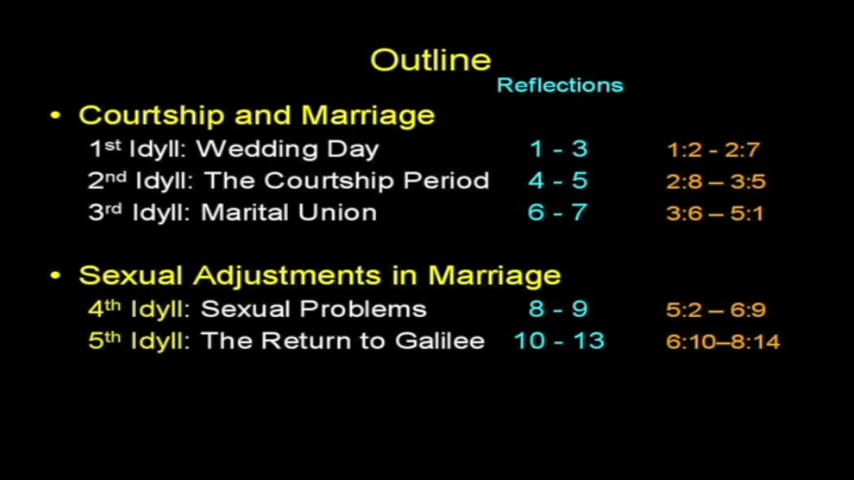 Outline
Reflections
• Courtship and Marriage
1st Idyll: Wedding Day 1 - 3 1:2 - 2:7
2nd Idyll: The Courtship Period 4 - 5 2:8 – 3:5
3rd Idyll: Marital Union 6 - 7 3:6 – 5:1
• Sexual Adjustments in Marriage
4th Idyll: Sexual Problems 8 - 9 5:2 – 6:9
5th Idyll: The Return to Galilee 10 - 13 6:10–8:14